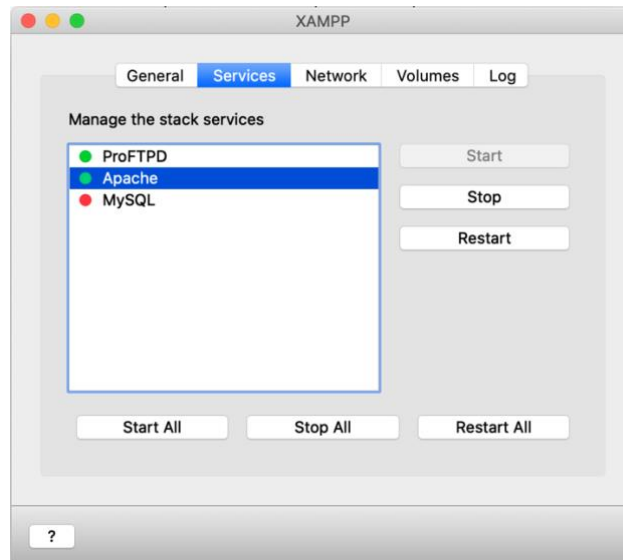 XAMPP
General Services Network Volumes Log
Manage the stack services
ProFTPD
Apache
MySQL
Start
Stop
Restart
Start All Stop All Restart All
?